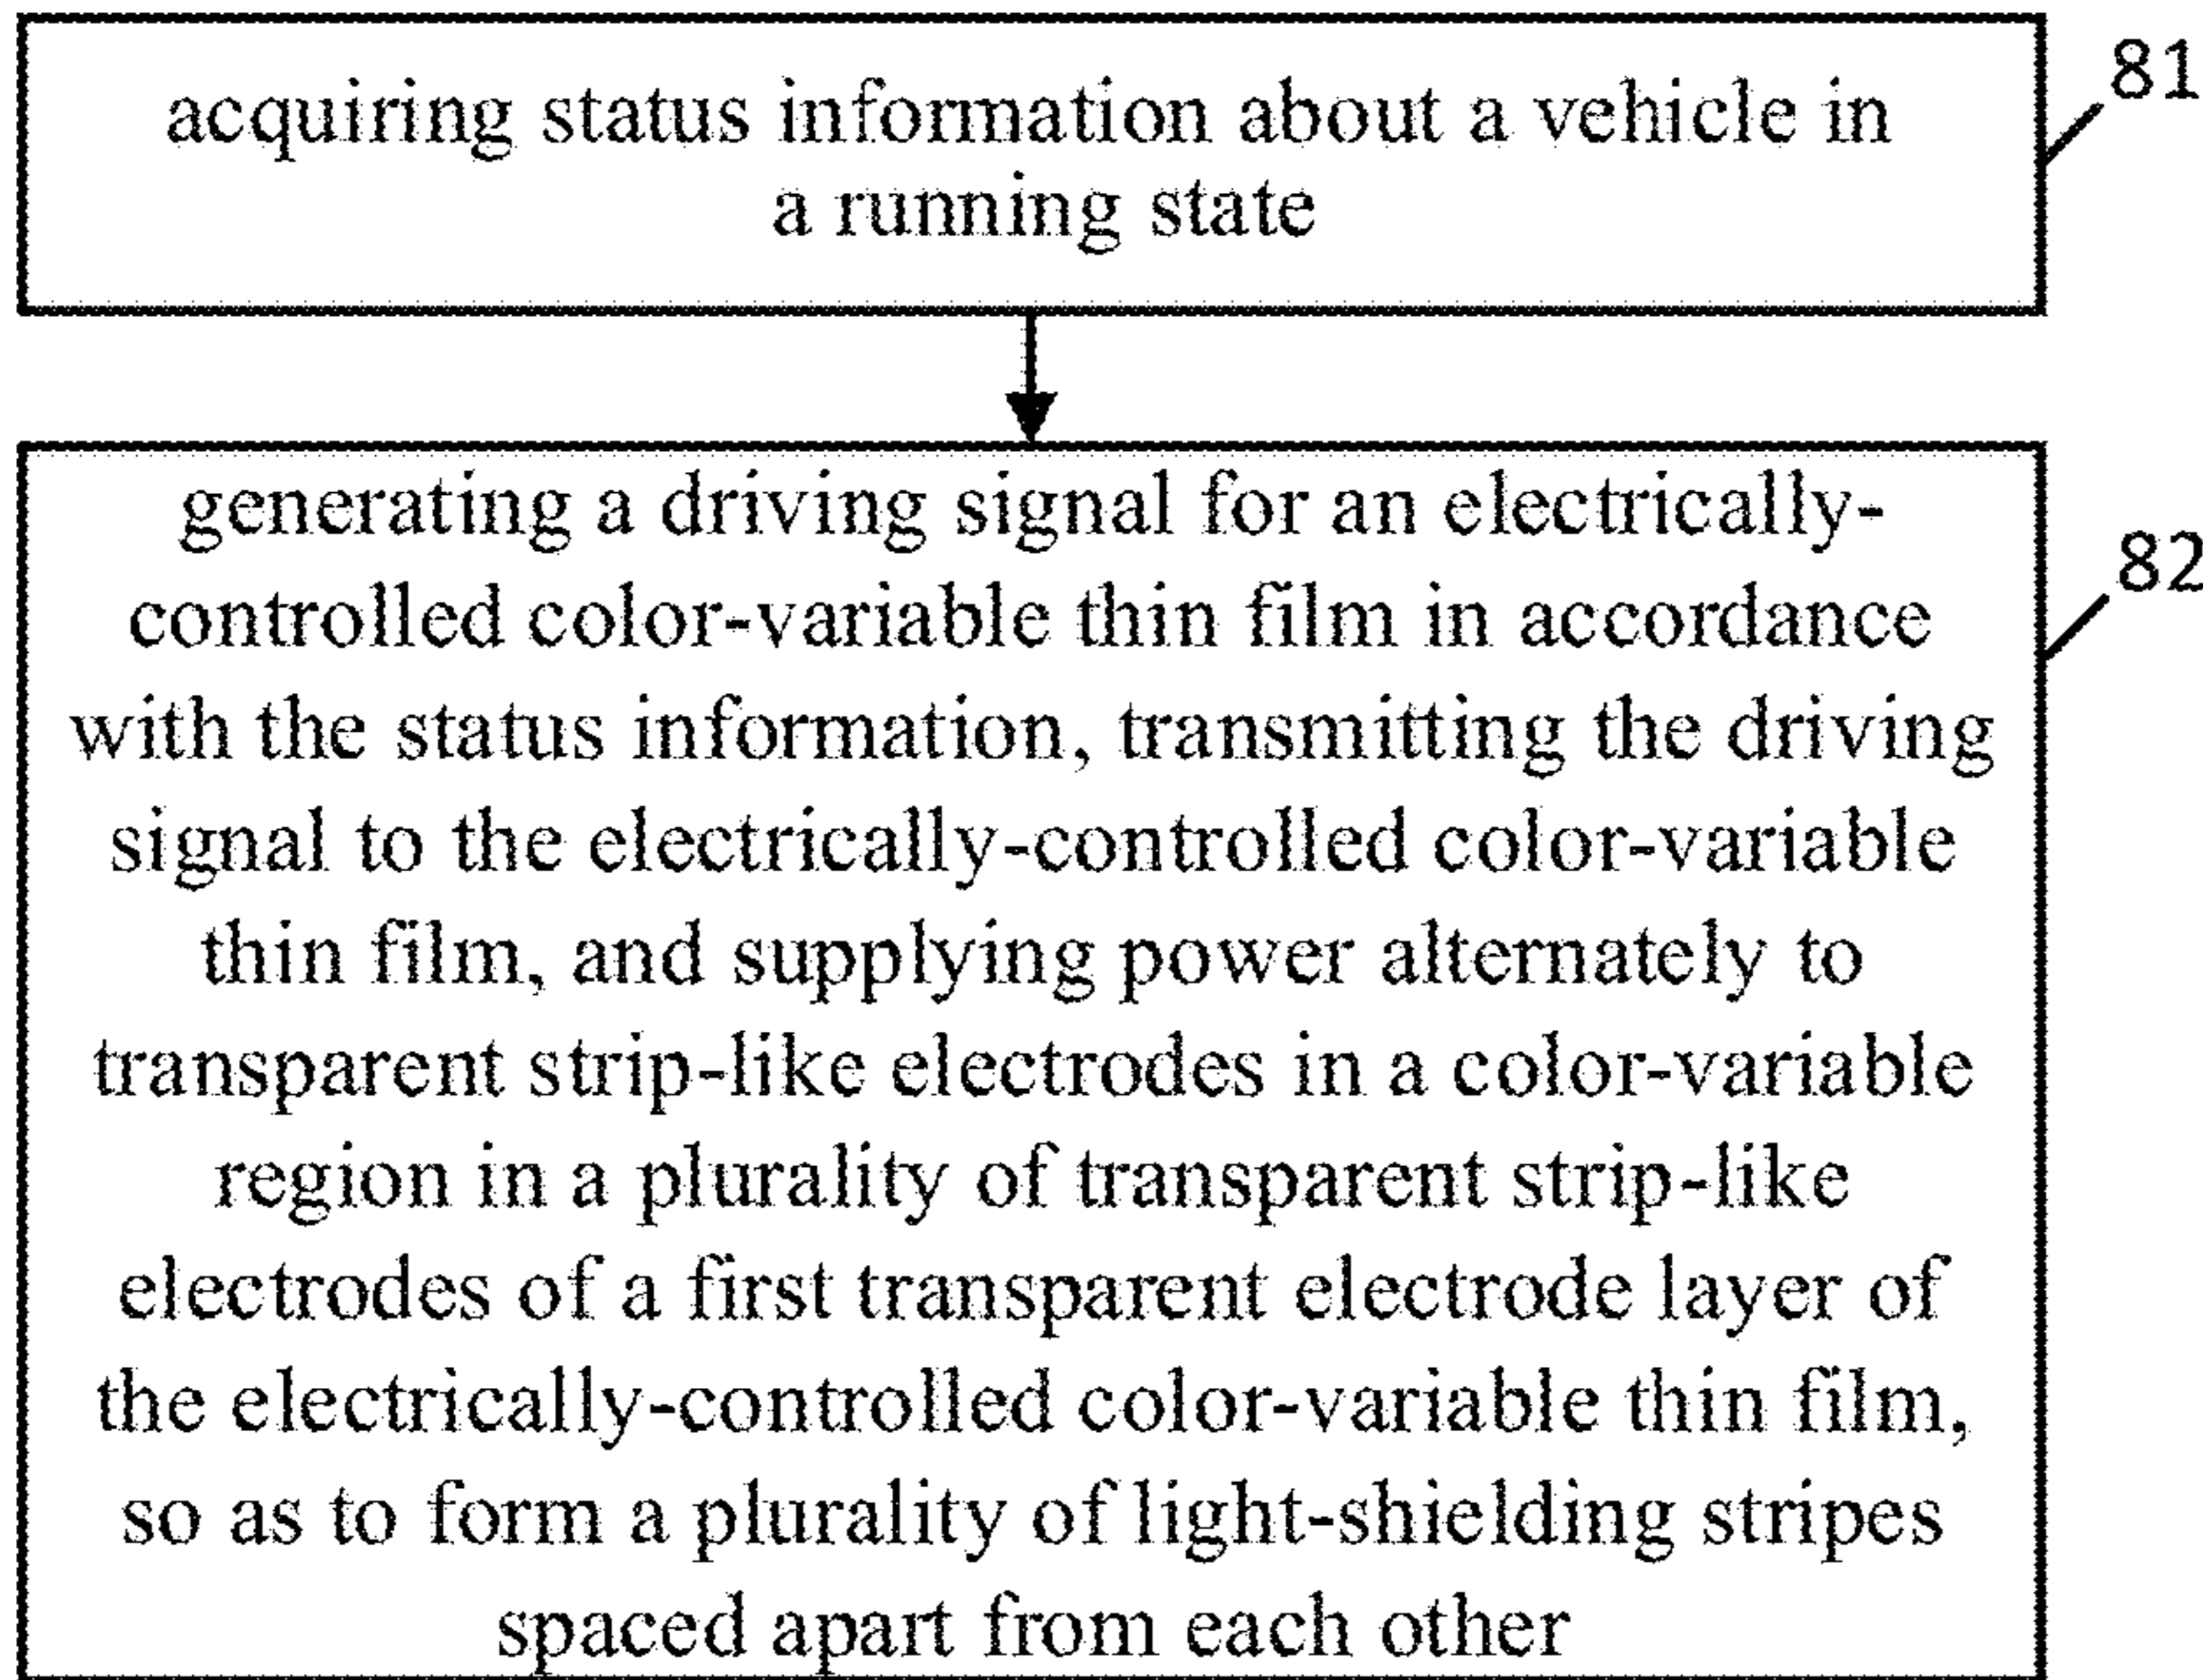 acquiring status information about a vehicle in
a running state
81
generating a driving signal for an electrically-
controlled color-variable thin film in accordance
with the status information, transmitting the driving
signal to the electrically-controlled color-variable
thin film, and supplying power alternately to
transparent strip-like electrodes in a color-variable
region in a plurality of transparent strip-like
electrodes of a first transparent electrode layer of
the electrically-controlled color-variable thin film,
so as to form a plurality of light-shielding stripes
spaced apart from each other
82